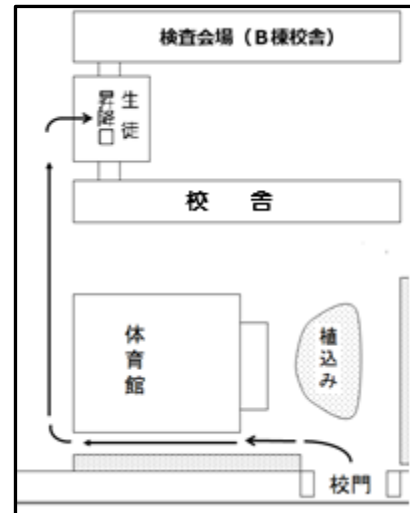 検査会場（B棟校舎）
生徒
昇降口
校　舎
体育館
植込み
校門